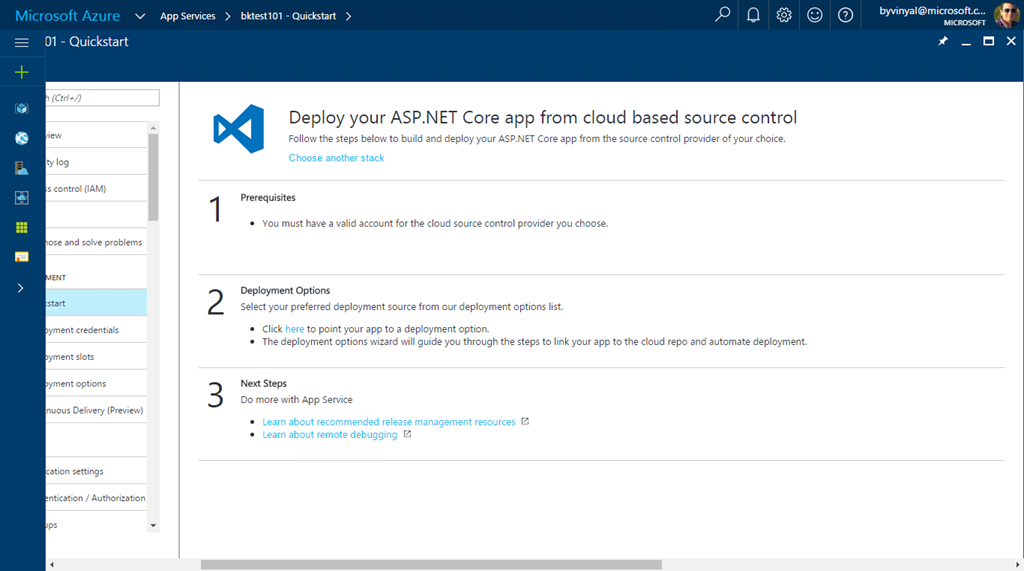 Microsoft Azure App Services bktest101 - Quickstart byvinyal@microsoft.c...
MICROSOFT
01 - Quickstart
h (Ctrl+/)
view
ty log
ss control (IAM)
nose and solve problems
MENT
kstart
oyment credentials
oyment slots
oyment options
nuous Delivery (Preview)
cation settings
entication / Authorization
ups
Deploy your ASP.NET Core app from cloud based source control
Follow the steps below to build and deploy your ASP.NET Core app from the source control provider of your choice.
Choose another stack
1 Prerequisites
• You must have a valid account for the cloud source control provider you choose.
2 Deployment Options
Select your preferred deployment source from our deployment options list.
• Click here to point your app to a deployment option.
• The deployment options wizard will guide you through the steps to link your app to the cloud repo and automate deployment.
3 Next Steps
Do more with App Service
• Learn about recommended release management resources
• Learn about remote debugging